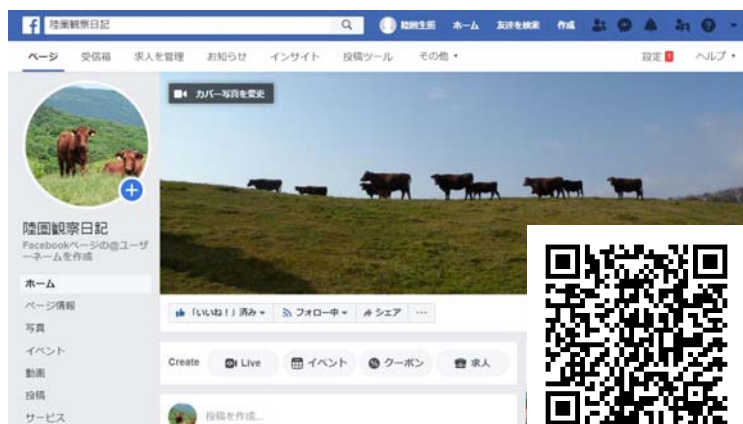 陸圏観察日記
陸圏生態 ホーム 友達を検索 作成
ページ 受信箱 求人を管理 お知らせ インサイト 投稿ツール その他 設定 1 ヘルプ
カバー写真を変更
陸圏観察日記
Facebookページの@ユーザ
ーネームを作成
ホーム
ページ情報
写真
イベント
動画
投稿
サービス
「いいね！」済み フォロー中 シェア ...
Create Live イベント クーポン 求人
投稿を作成...